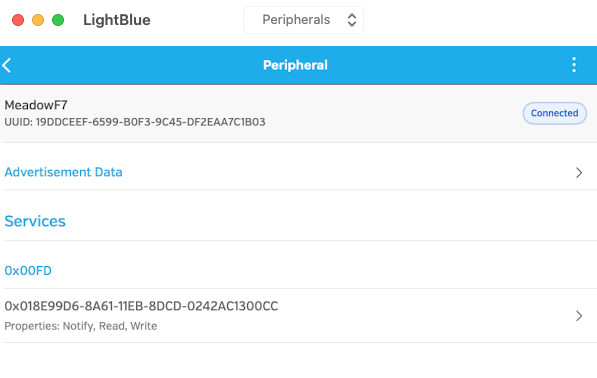 LightBlue
Peripherals
Peripheral
MeadowF7
UUID: 19DDCEEF-6599-B0F3-9C45-DF2EAA7C1B03
Connected
Advertisement Data
Services
0x00FD
0x018E99D6-8A61-11EB-8DCD-0242AC1300CC
Properties: Notify, Read, Write